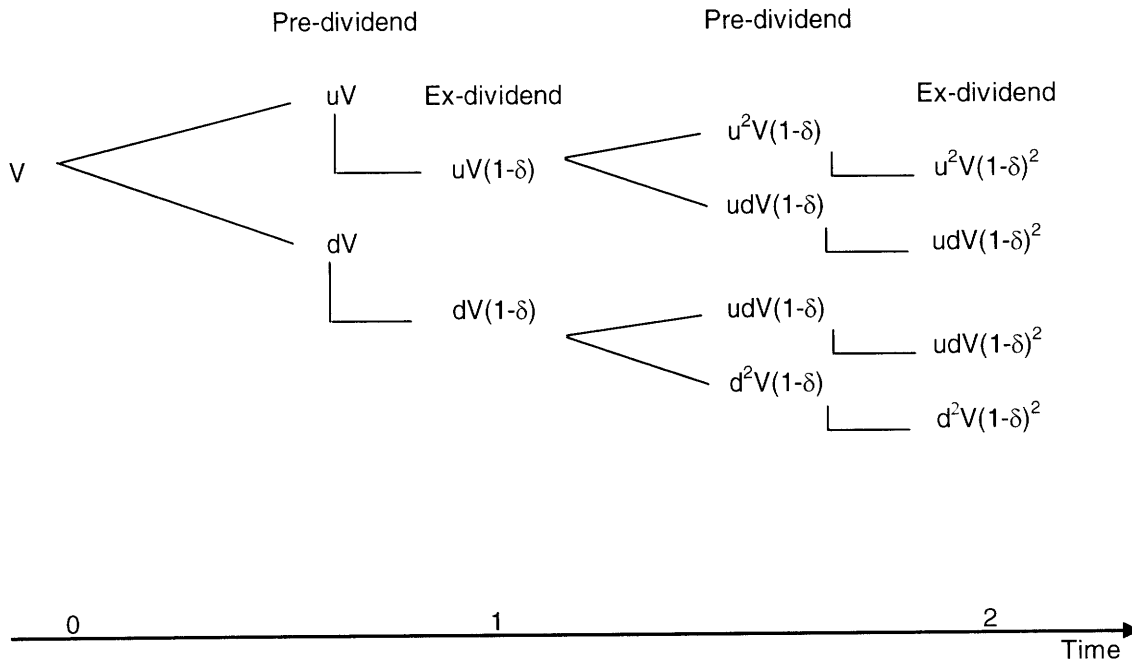 Pre-dividend
Pre-dividend
uV
Ex-dividend
Ex-dividend
V
u²V(1-δ)
uV(1-δ)
u²V(1-δ)²
udV(1-δ)
dV
udV(1-δ)²
dV(1-δ)
udV(1-δ)
udV(1-δ)²
d²V(1-δ)
d²V(1-δ)²
0
1
2
Time